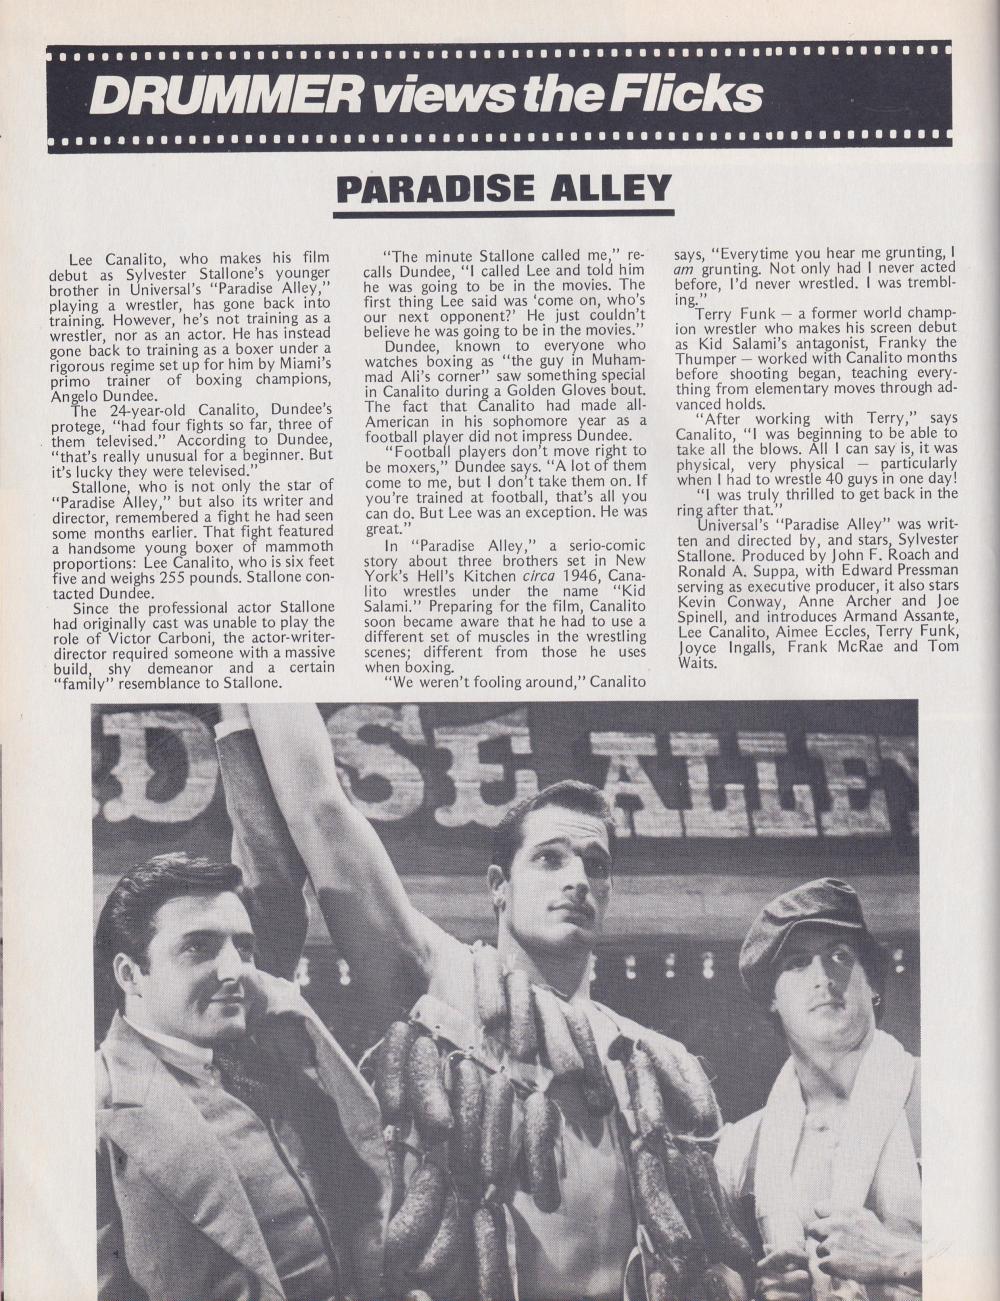 DRUMMER views the Flicks
PARADISE ALLEY
Lee Canalito, who makes his film
debut as Sylvester Stallone's younger
brother in Universal's "Paradise Alley,"
playing a wrestler, has gone back into
training. However, he's not training as a
wrestler, nor as an actor. He has instead
gone back to training as a boxer under a
rigorous regime set up for him by Miami's
primo trainer of boxing champions,
Angelo Dundee.
The 24-year-old Canalito, Dundee's
protege, "had four fights so far, three of
them televised." According to Dundee,
"that's really unusual for a beginner. But
it's lucky they were televised."
Stallone, who is not only the star of
"Paradise Alley," but also its writer and
director, remembered a fight he had seen
some months earlier. That fight featured
a handsome young boxer of mammoth
proportions: Lee Canalito, who is six feet
five and weighs 255 pounds. Stallone con-
tacted Dundee.
Since the professional actor Stallone
had originally cast was unable to play the
role of Victor Carboni, the actor-writer-
director required someone with a massive
build, shy demeanor and a certain
"family" resemblance to Stallone.
"The minute Stallone called me," re-
calls Dundee, "I called Lee and told him
he was going to be in the movies. The
first thing Lee said was 'come on, who's
our next opponent?' He just couldn't
believe he was going to be in the movies."
Dundee, known to everyone who
watches boxing as "the guy in Muham-
mad Ali's corner" saw something special
in Canalito during a Golden Gloves bout.
The fact that Canalito had made all-
American in his sophomore year as a
football player did not impress Dundee.
"Football players don't move right to
be moxers," Dundee says. "A lot of them
come to me, but I don't take them on. If
you're trained at football, that's all you
can do. But Lee was an exception. He was
great."
In "Paradise Alley," a serio-comic
story about three brothers set in New
York's Hell's Kitchen circa 1946, Cana-
lito wrestles under the name "Kid
Salami." Preparing for the film, Canalito
soon became aware that he had to use a
different set of muscles in the wrestling
scenes; different from those he uses
when boxing.
"We weren't fooling around," Canalito
says, "Everytime you hear me grunting, I
am grunting. Not only had I never acted
before, I'd never wrestled. I was trembl-
ing."
Terry Funk — a former world champ-
ion wrestler who makes his screen debut
as Kid Salami's antagonist, Franky the
Thumper — worked with Canalito months
before shooting began, teaching every-
thing from elementary moves through ad-
vanced holds.
"After working with Terry," says
Canalito, "I was beginning to be able to
take all the blows. All I can say is, it was
physical, very physical — particularly
when I had to wrestle 40 guys in one day!
"I was truly thrilled to get back in the
ring after that."
Universal's "Paradise Alley" was writ-
ten and directed by, and stars, Sylvester
Stallone. Produced by John F. Roach and
Ronald A. Suppa, with Edward Pressman
serving as executive producer, it also stars
Kevin Conway, Anne Archer and Joe
Spinell, and introduces Armand Assante,
Lee Canalito, Aimee Eccles, Terry Funk,
Joyce Ingalls, Frank McRae and Tom
Waits.
DISE ALLEY